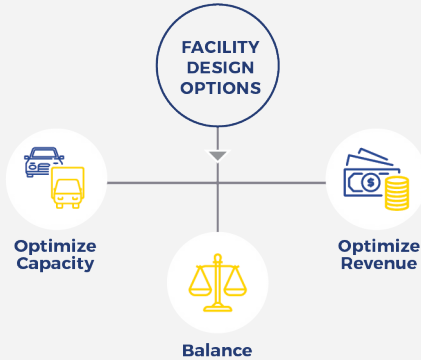 FACILITY
DESIGN
OPTIONS
Optimize
Capacity
$
Optimize
Revenue
Balance